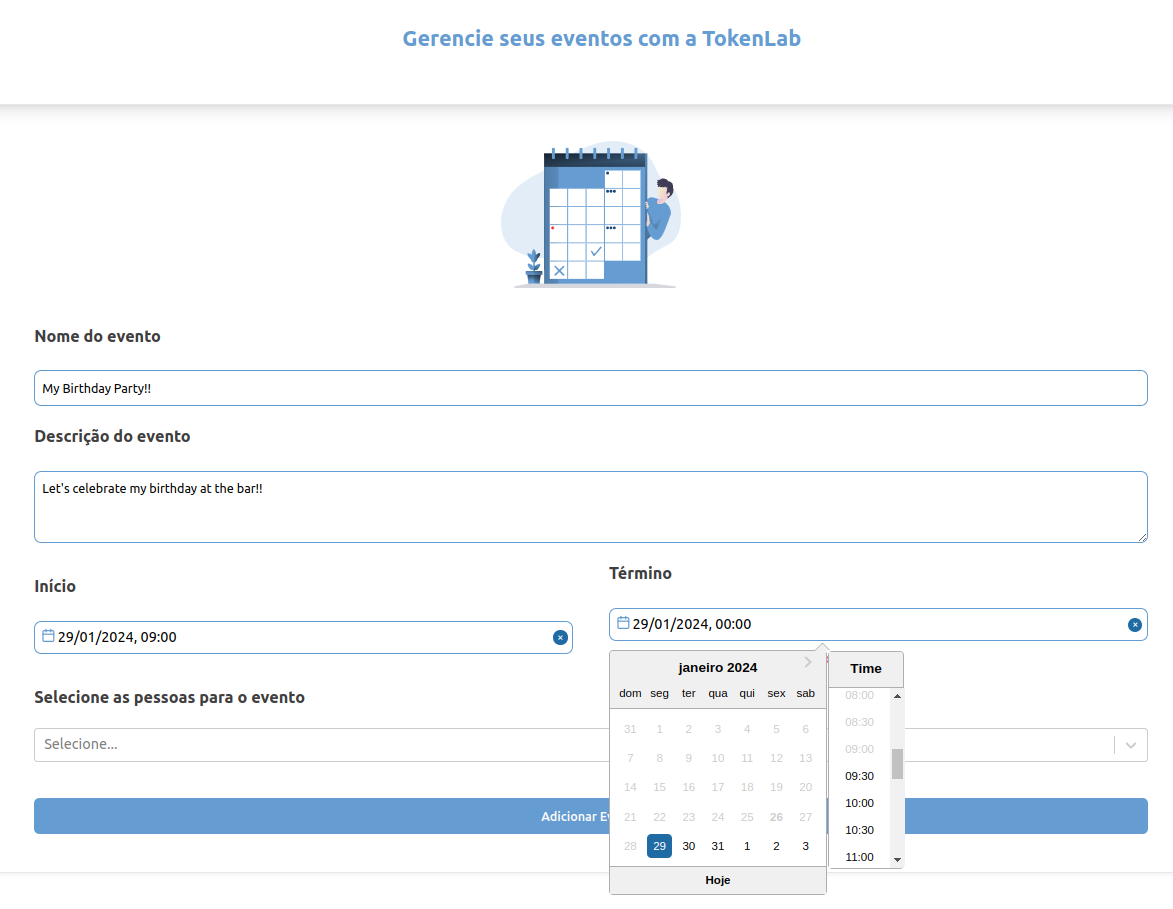 Gerencie seus eventos com a TokenLab
Nome do evento
My Birthday Party!!
Descrição do evento
Let's celebrate my birthday at the bar!!
Início
29/01/2024, 09:00
Término
29/01/2024, 00:00
Selecione as pessoas para o evento
Selecione...
Adicionar Ev
janeiro 2024
dom seg ter qua qui sex sab
31 1 2 3 4 5 6
7 8 9 10 11 12 13
14 15 16 17 18 19 20
21 22 23 24 25 26 27
28 29 30 31 1 2 3
Hoje
Time
08:00
08:30
09:00
09:30
10:00
10:30
11:00